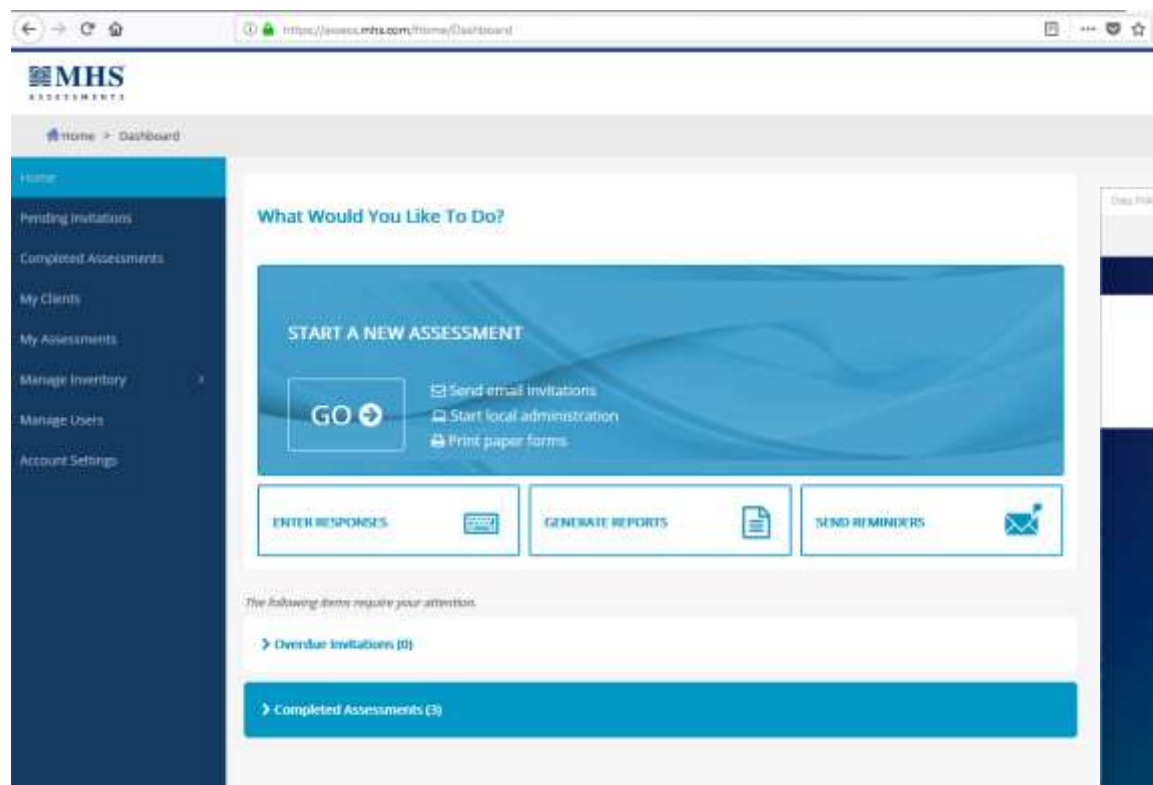 https://assess.mhs.com/Home/Dashboard
MHS
ASSESSMENTS
Home > Dashboard
Home
Pending Invitations
Completed Assessments
My Clients
My Assessments
Manage Inventory
Manage Users
Account Settings
What Would You Like To Do?
START A NEW ASSESSMENT
GO
Send email invitations
Start local administration
Print paper forms
ENTER RESPONSES
GENERATE REPORTS
SEND REMINDERS
The following items require your attention.
Overdue Invitations (0)
Completed Assessments (3)